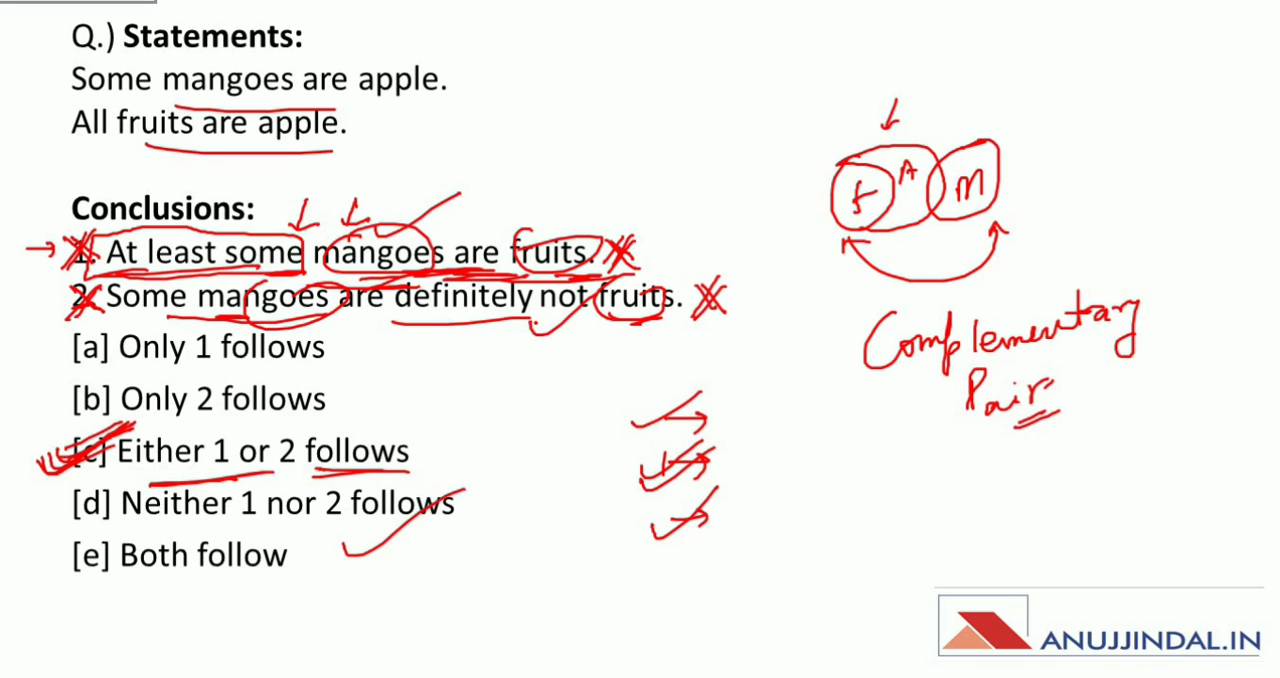 Q.) Statements:
Some mangoes are apple.
All fruits are apple.
Conclusions:
1. At least some mangoes are fruits.
2. Some mangoes are definitely not fruits.
[a] Only 1 follows
[b] Only 2 follows
[c] Either 1 or 2 follows
[d] Neither 1 nor 2 follows
[e] Both follow
f A m
Complementary
Pair
ANUJJINDAL.IN